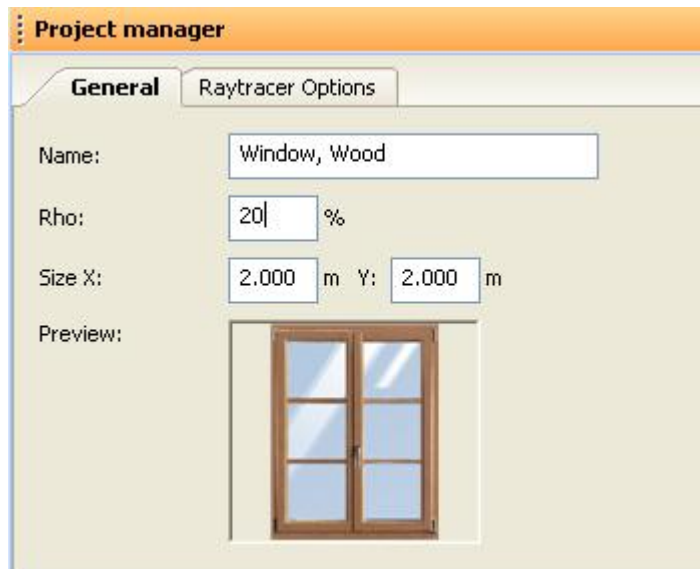 Project manager
General Raytracer Options
Name: Window, Wood
Rho: 20 %
Size X: 2.000 m Y: 2.000 m
Preview: